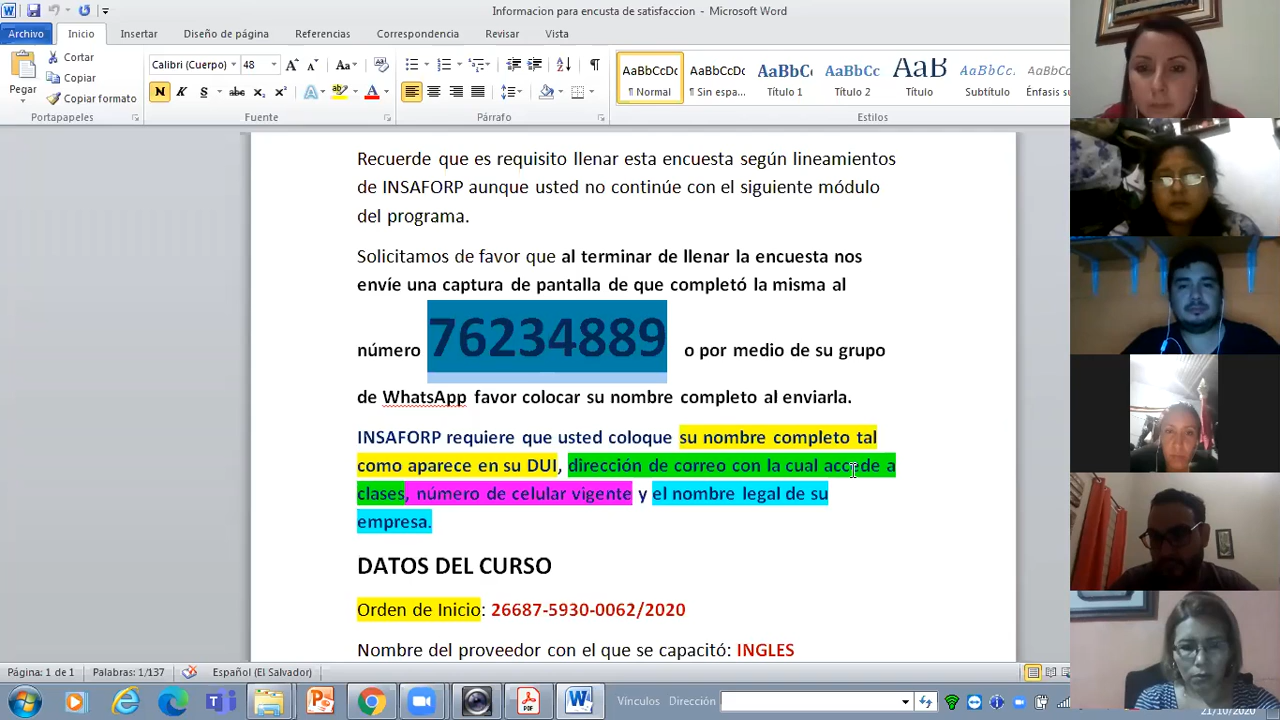 Informacion para encusta de satisfaccion - Microsoft Word
Archivo Inicio Insertar Diseño de página Referencias Correspondencia Revisar Vista
Pegar
Cortar
Copiar
Copiar formato
Portapapeles
Calibri (Cuerpo) 48
N K S abc x₂ x²
Fuente
Párrafo
AaBbCcDc
¶ Normal
AaBbCcDc
¶ Sin espa...
AaBbC
Título 1
AaBbCc
Título 2
AaB
Título
AaBbCc
Subtítulo
AaBbCc
Énfasis
Estilos
Recuerde que es requisito llenar esta encuesta según lineamientos
de INSAFORP aunque usted no continúe con el siguiente módulo
del programa.
Solicitamos de favor que al terminar de llenar la encuesta nos
envíe una captura de pantalla de que completó la misma al
número 76234889 o por medio de su grupo
de WhatsApp favor colocar su nombre completo al enviarla.
INSAFORP requiere que usted coloque su nombre completo tal
como aparece en su DUI, dirección de correo con la cual accede a
clases, número de celular vigente y el nombre legal de su
empresa.
DATOS DEL CURSO
Orden de Inicio: 26687-5930-0062/2020
Nombre del proveedor con el que se capacitó: INGLES
Página: 1 de 1 Palabras: 1/137 Español (El Salvador)
Vínculos Dirección
21/10/2020